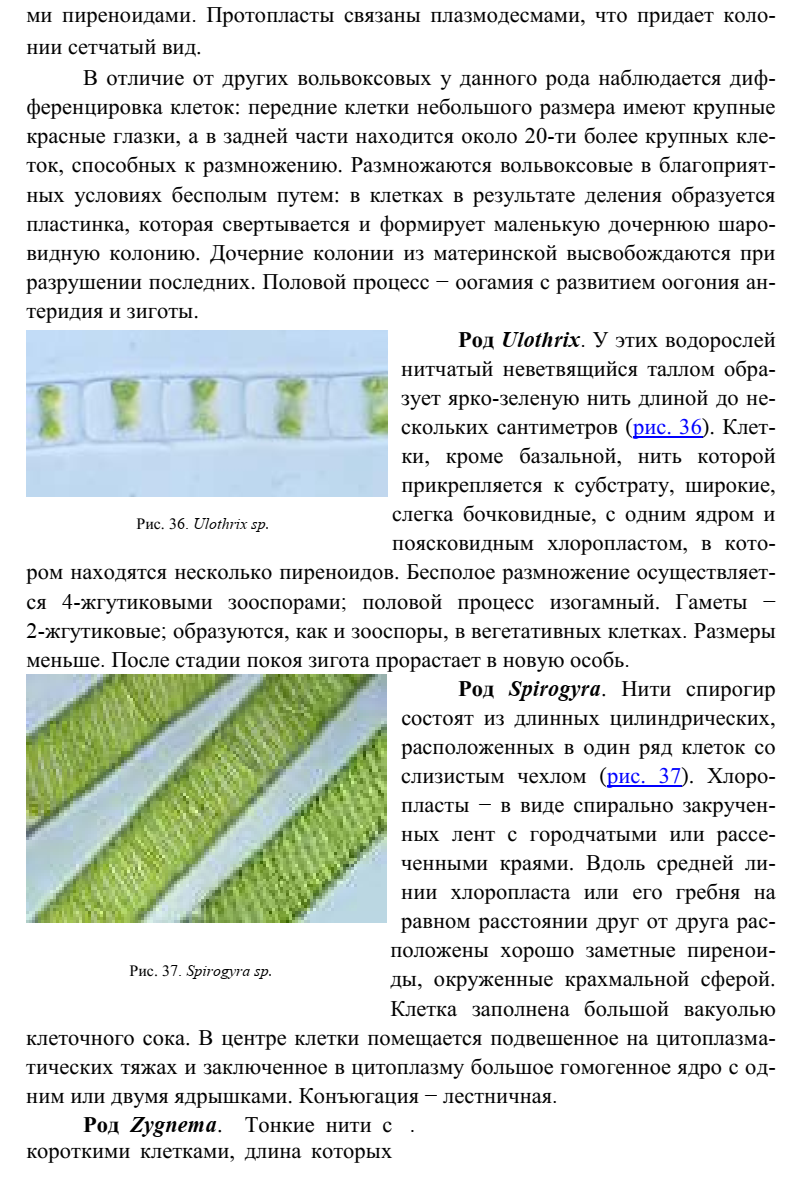 ми пиреноидами. Протопласты связаны плазмодесмами, что придает коло-
нии сетчатый вид.
В отличие от других вольвоксовых у данного рода наблюдается диф-
ференцировка клеток: передние клетки небольшого размера имеют крупные
красные глазки, а в задней части находится около 20-ти более крупных кле-
ток, способных к размножению. Размножаются вольвоксовые в благоприят-
ных условиях бесполым путем: в клетках в результате деления образуется
пластинка, которая свертывается и формирует маленькую дочернюю шаро-
видную колонию. Дочерние колонии из материнской высвобождаются при
разрушении последних. Половой процесс − оогамия с развитием оогония ан-
теридия и зиготы.
Род Ulothrix. У этих водорослей
нитчатый неветвящийся таллом обра-
зует ярко-зеленую нить длиной до не-
скольких сантиметров (рис. 36). Клет-
ки, кроме базальной, нить которой
прикрепляется к субстрату, широкие,
слегка бочковидные, с одним ядром и
поясковидным хлоропластом, в кото-
Рис. 36. Ulothrix sp.
ром находятся несколько пиреноидов. Бесполое размножение осуществляет-
ся 4-жгутиковыми зооспорами; половой процесс изогамный. Гаметы −
2-жгутиковые; образуются, как и зооспоры, в вегетативных клетках. Размеры
меньше. После стадии покоя зигота прорастает в новую особь.
Род Spirogyra. Нити спирогир
состоят из длинных цилиндрических,
расположенных в один ряд клеток со
слизистым чехлом (рис. 37). Хлоро-
пласты − в виде спирально закручен-
ных лент с городчатыми или рассе-
ченными краями. Вдоль средней ли-
нии хлоропласта или его гребня на
равном расстоянии друг от друга рас-
положены хорошо заметные пиренои-
ды, окруженные крахмальной сферой.
Клетка заполнена большой вакуолью
Рис. 37. Spirogyra sp.
клеточного сока. В центре клетки помещается подвешенное на цитоплазма-
тических тяжах и заключенное в цитоплазму большое гомогенное ядро с од-
ним или двумя ядрышками. Конъюгация − лестничная.
Род Zygnema. Тонкие нити с .
короткими клетками, длина которых